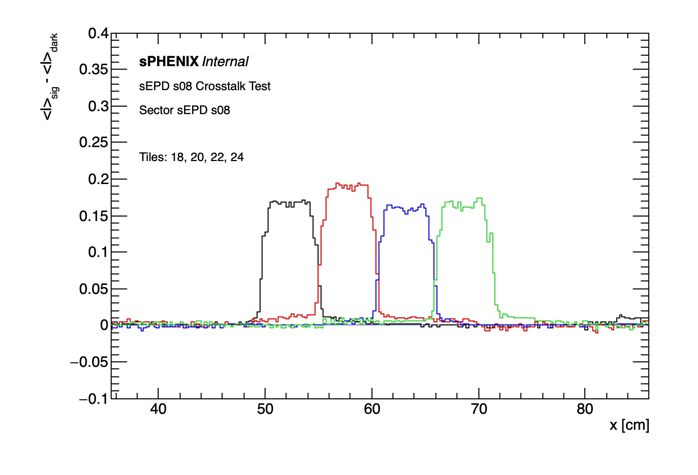 0.4
0.35
0.3
0.25
0.2
0.15
0.1
0.05
0
−0.05
−0.1
<I>sig - <I>dark
sPHENIX Internal
sEPD s08 Crosstalk Test
Sector sEPD s08
Tiles: 18, 20, 22, 24
40 50 60 70 80
x [cm]